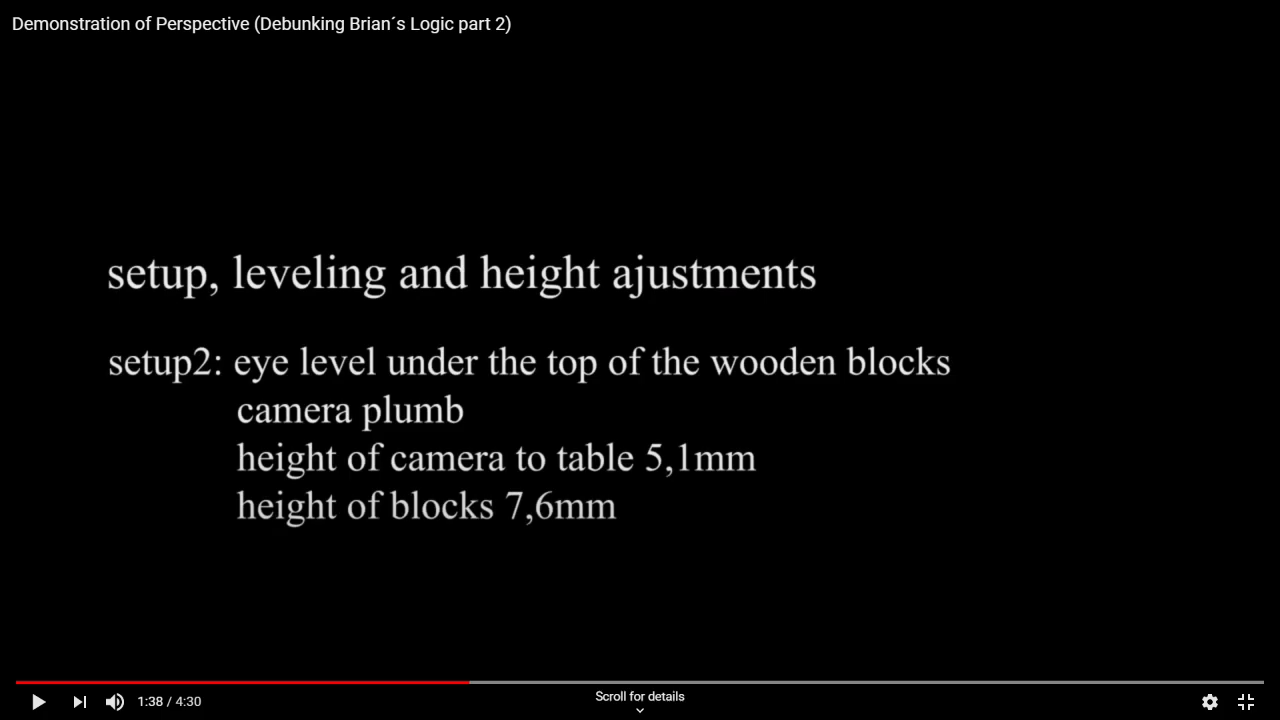 Demonstration of Perspective (Debunking Brian´s Logic part 2)
setup, leveling and height ajustments
setup2: eye level under the top of the wooden blocks
camera plumb
height of camera to table 5,1mm
height of blocks 7,6mm
1:38 / 4:30
Scroll for details